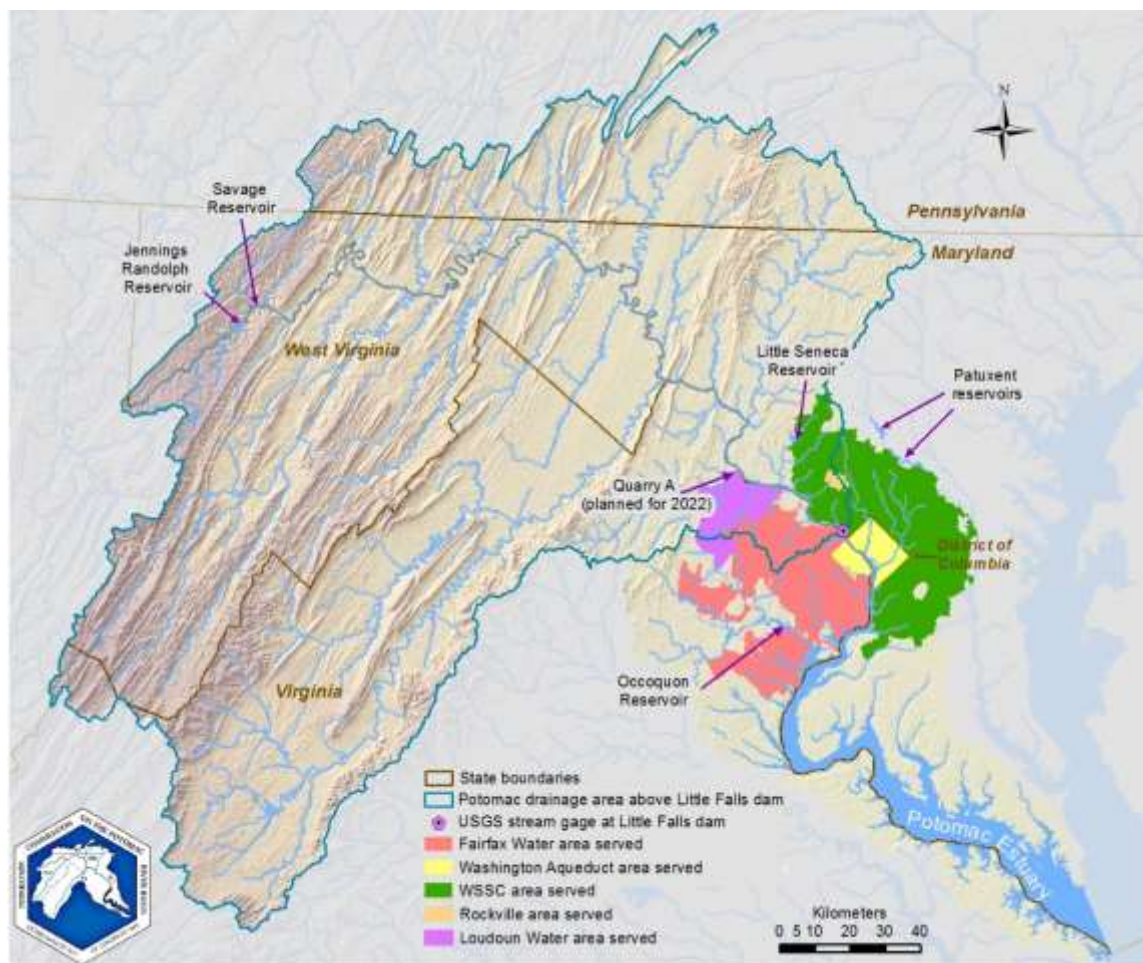 N
Savage
Reservoir
Pennsylvania
Maryland
Jennings
Randolph
Reservoir
West Virginia
Little Seneca
Reservoir
Patuxent
reservoirs
Quarry A
(planned for 2022)
District of
Columbia
Occoquon
Reservoir
Virginia
State boundaries
Potomac drainage area above Little Falls dam
USGS stream gage at Little Falls dam
Fairfax Water area served
Washington Aqueduct area served
WSSC area served
Rockville area served
Loudoun Water area served
Potomac Estuary
Kilometers
0 5 10 20 30 40